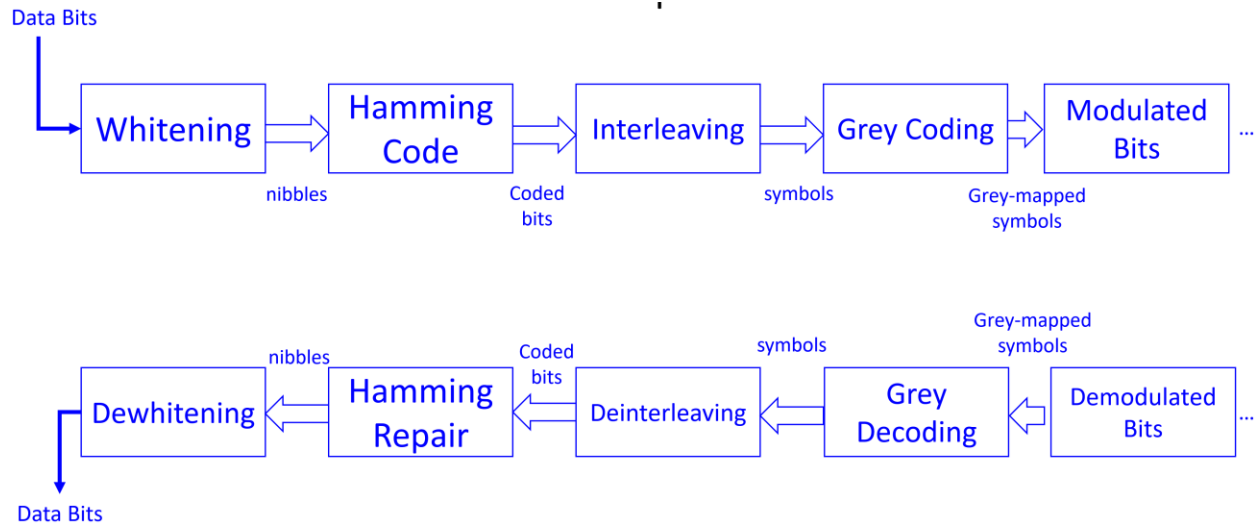 Data Bits
Whitening
nibbles
Hamming
Code
Coded
bits
Interleaving
symbols
Grey Coding
Grey-mapped
symbols
Modulated
Bits
...
Grey-mapped
symbols
symbols
Coded
bits
nibbles
Dewhitening
Hamming
Repair
Deinterleaving
Grey
Decoding
Demodulated
Bits
...
Data Bits